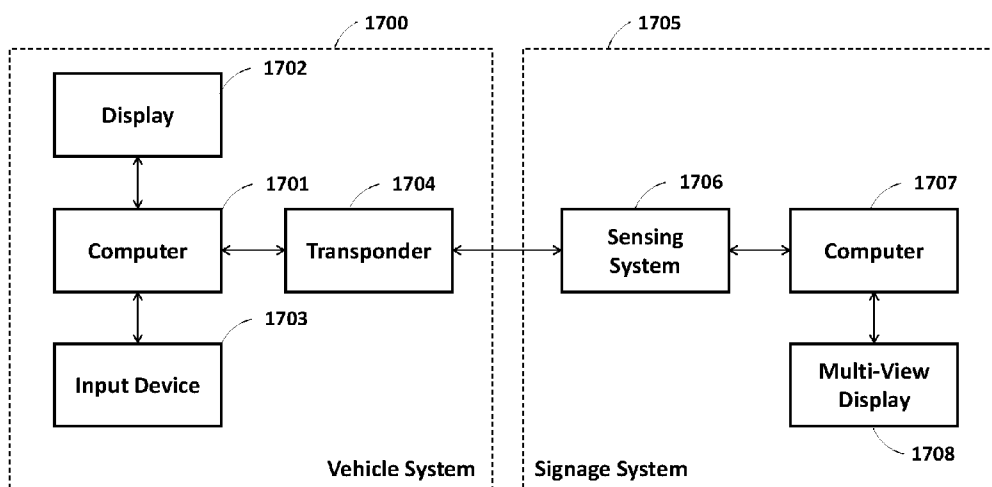 1700
1705
1702
Display
1701
1704
1706
1707
Computer
Transponder
Sensing
System
Computer
1703
Input Device
Multi-View
Display
1708
Vehicle System
Signage System